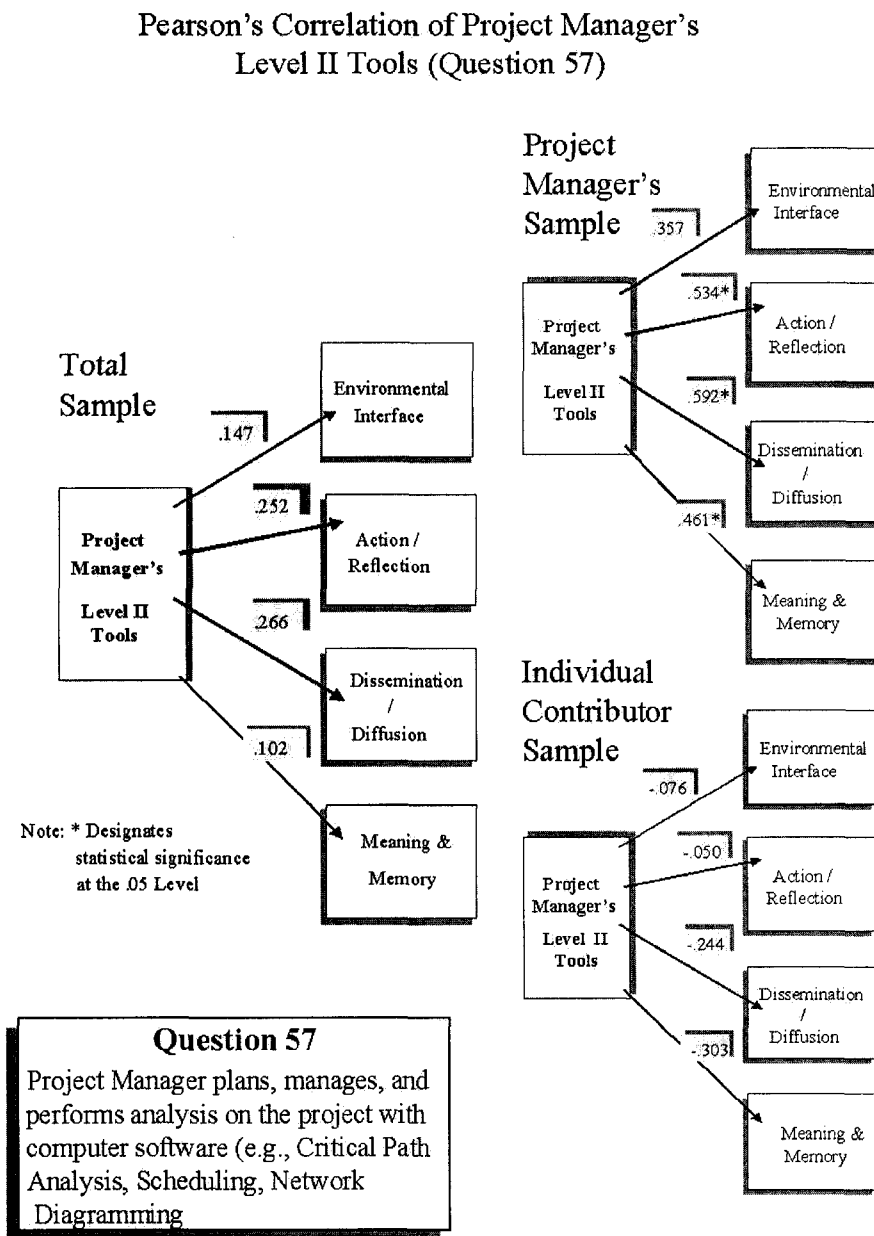 Pearson's Correlation of Project Manager's
Level II Tools (Question 57)
Total
Sample
.147
.252
.266
.102
Project
Manager's
Level II
Tools
Environmental
Interface
Action /
Reflection
Dissemination
/
Diffusion
Meaning &
Memory
Note: * Designates
statistical significance
at the .05 Level
Project
Manager's
Sample
.357
.534*
.592*
.461*
Project
Manager's
Level II
Tools
Environmental
Interface
Action /
Reflection
Dissemination
/
Diffusion
Meaning &
Memory
Individual
Contributor
Sample
-.076
-.050
-.244
-.303
Project
Manager's
Level II
Tools
Environmental
Interface
Action /
Reflection
Dissemination
/
Diffusion
Meaning &
Memory
Question 57
Project Manager plans, manages, and
performs analysis on the project with
computer software (e.g., Critical Path
Analysis, Scheduling, Network
Diagramming